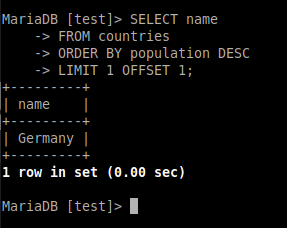 MariaDB [test]> SELECT name
    -> FROM countries
    -> ORDER BY population DESC
    -> LIMIT 1 OFFSET 1;
+---------+
| name    |
+---------+
| Germany |
+---------+
1 row in set (0.00 sec)
MariaDB [test]>